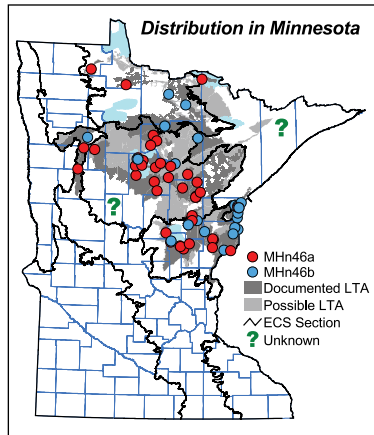 Distribution in Minnesota
?
?
MHn46a
MHn46b
Documented LTA
Possible LTA
ECS Section
? Unknown